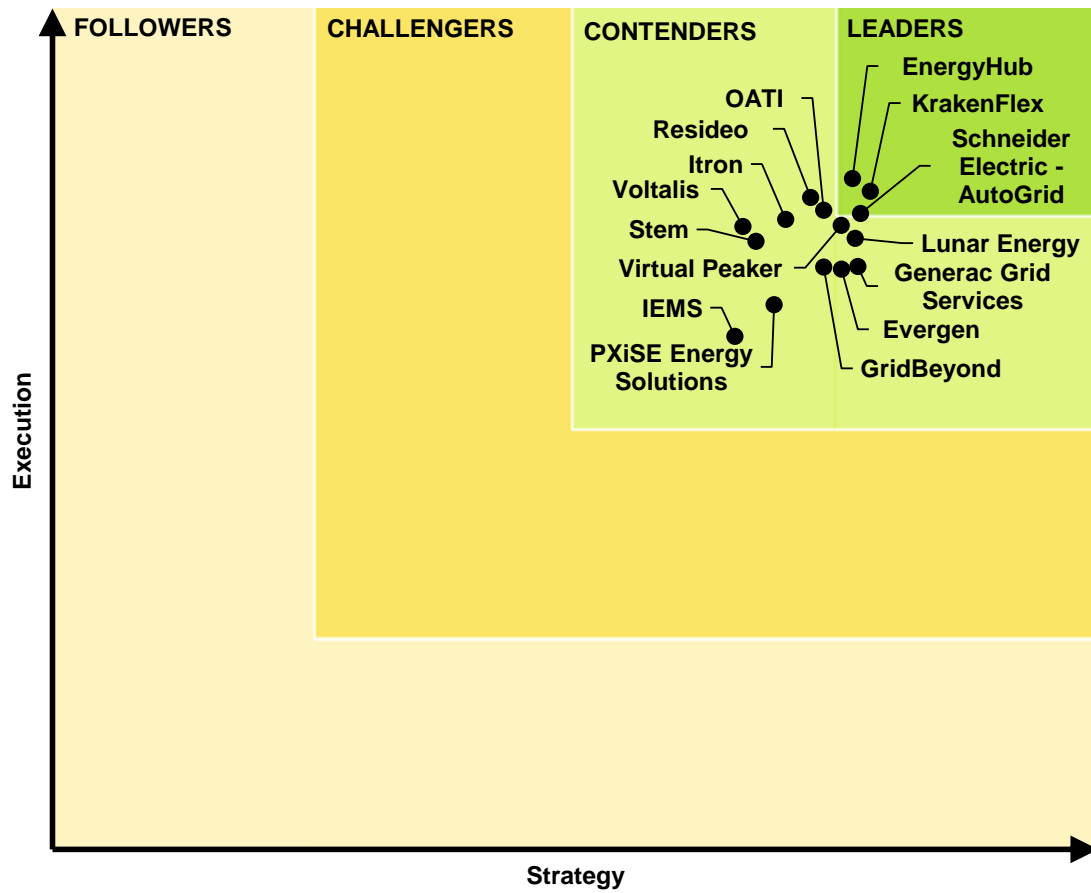 FOLLOWERS
CHALLENGERS
CONTENDERS
LEADERS
EnergyHub
OATI
KrakenFlex
Resideo
Schneider
Electric -
AutoGrid
Itron
Voltalis
Stem
Lunar Energy
Virtual Peaker
Generac Grid
Services
IEMS
Evergen
PXiSE Energy
Solutions
GridBeyond
Execution
Strategy